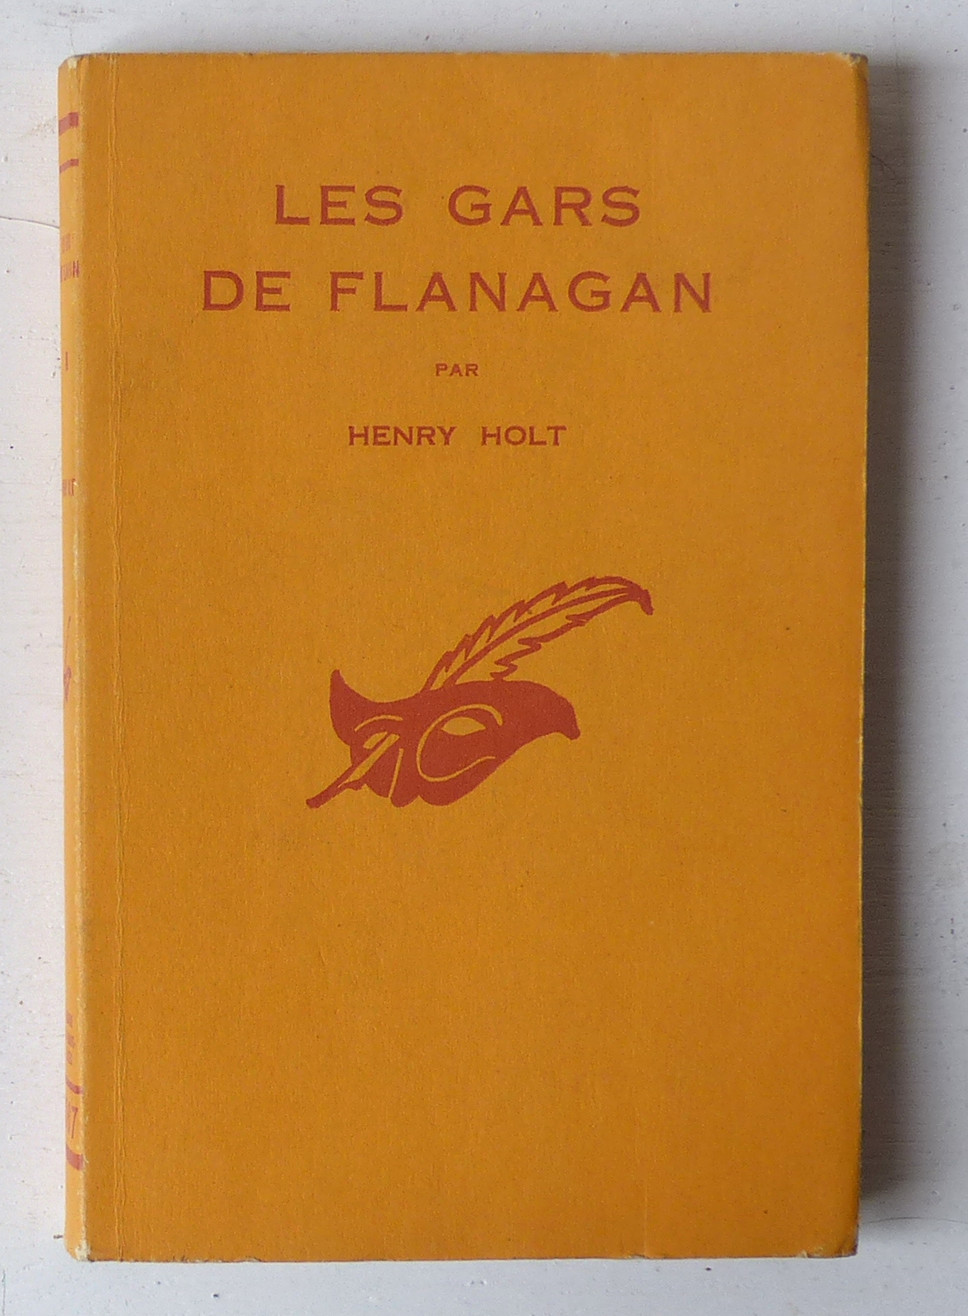 LES GARS
DE FLANAGAN
PAR
HENRY HOLT